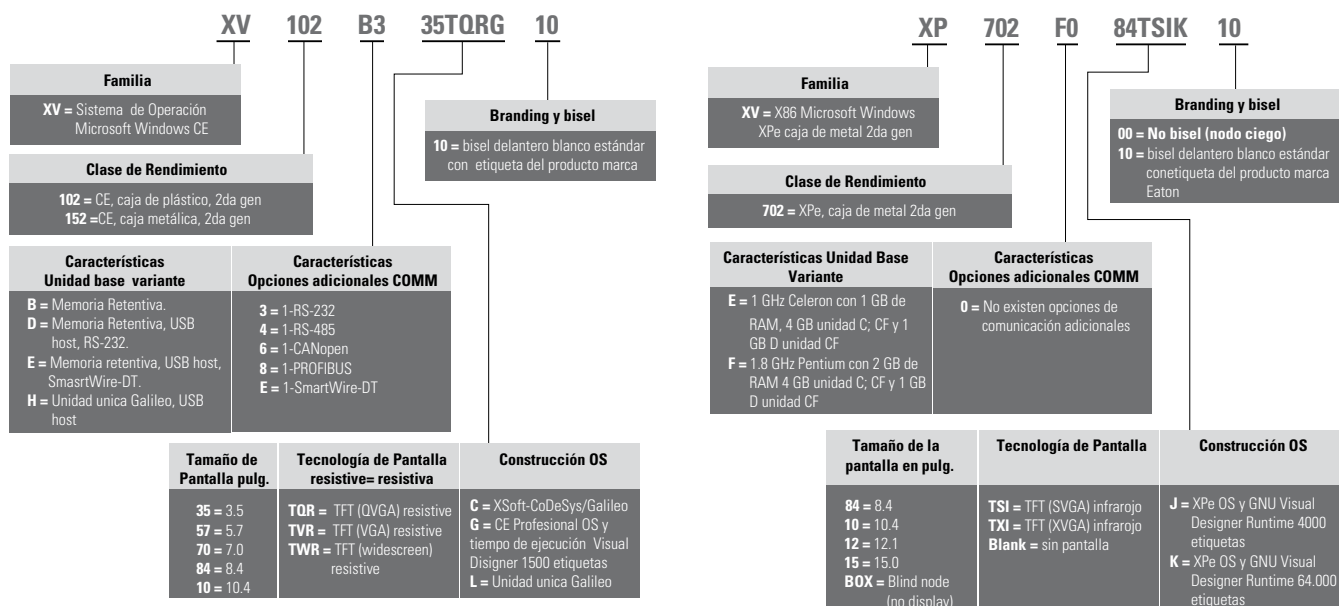 XV 102 B3 35TQRG 10
Familia
XV = Sistema de Operación
Microsoft Windows CE
Branding y bisel
10 = bisel delantero blanco estándar
con etiqueta del producto marca
Clase de Rendimiento
102 = CE, caja de plástico, 2da gen
152 =CE, caja metálica, 2da gen
Características
Unidad base variante
B = Memoria Retentiva.
D = Memoria Retentiva, USB
host, RS-232.
E = Memoria retentiva, USB host,
SmasrtWire-DT.
H = Unidad unica Galileo, USB
host
Características
Opciones adicionales COMM
3 = 1-RS-232
4 = 1-RS-485
6 = 1-CANopen
8 = 1-PROFIBUS
E = 1-SmartWire-DT
Tamaño de
Pantalla pulg.
35 = 3.5
57 = 5.7
70 = 7.0
84 = 8.4
10 = 10.4
Tecnología de Pantalla
resistive= resistiva
TQR = TFT (QVGA) resistive
TVR = TFT (VGA) resistive
TWR = TFT (widescreen)
resistive
Construcción OS
C = XSoft-CoDeSys/Galileo
G = CE Profesional OS y
tiempo de ejecución Visual
Disigner 1500 etiquetas
L = Unidad unica Galileo
XP 702 F0 84TSIK 10
Familia
XV = X86 Microsoft Windows
XPe caja de metal 2da gen
Branding y bisel
00 = No bisel (nodo ciego)
10 = bisel delantero blanco estándar
conetiqueta del producto marca
Eaton
Clase de Rendimiento
702 = XPe, caja de metal 2da gen
Características Unidad Base
Variante
E = 1 GHz Celeron con 1 GB de
RAM, 4 GB unidad C; CF y 1
GB D unidad CF
F = 1.8 GHz Pentium con 2 GB de
RAM 4 GB unidad C; CF y 1 GB
D unidad CF
Características
Opciones adicionales COMM
0 = No existen opciones de
comunicación adicionales
Tamaño de la
pantalla en pulg.
84 = 8.4
10 = 10.4
12 = 12.1
15 = 15.0
BOX = Blind node
(no display)
Tecnología de Pantalla
TSI = TFT (SVGA) infrarojo
TXI = TFT (XVGA) infrarojo
Blank = sin pantalla
Construcción OS
J = XPe OS y GNU Visual
Designer Runtime 4000
etiquetas
K = XPe OS y GNU Visual
Designer Runtime 64.000
etiquetas